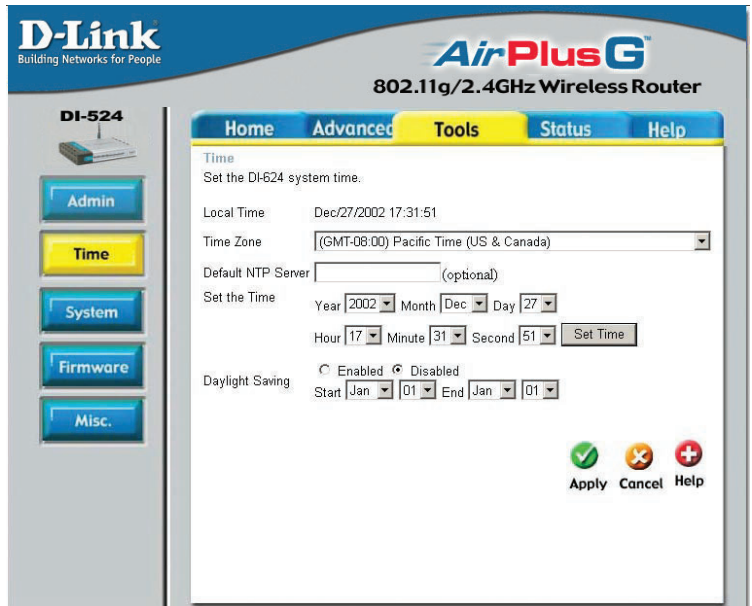 D-Link
Building Networks for People
AirPlusG™
802.11g/2.4GHz Wireless Router
DI-524
Home Advanced Tools Status Help
Admin
Time
System
Firmware
Misc.
Time
Set the DI-624 system time.
Local Time Dec/27/2002 17:31:51
Time Zone (GMT-08:00) Pacific Time (US & Canada)
Default NTP Server (optional)
Set the Time Year 2002 Month Dec Day 27
Hour 17 Minute 31 Second 51 Set Time
Daylight Saving Enabled Disabled
Start Jan 01 End Jan 01
Apply Cancel Help